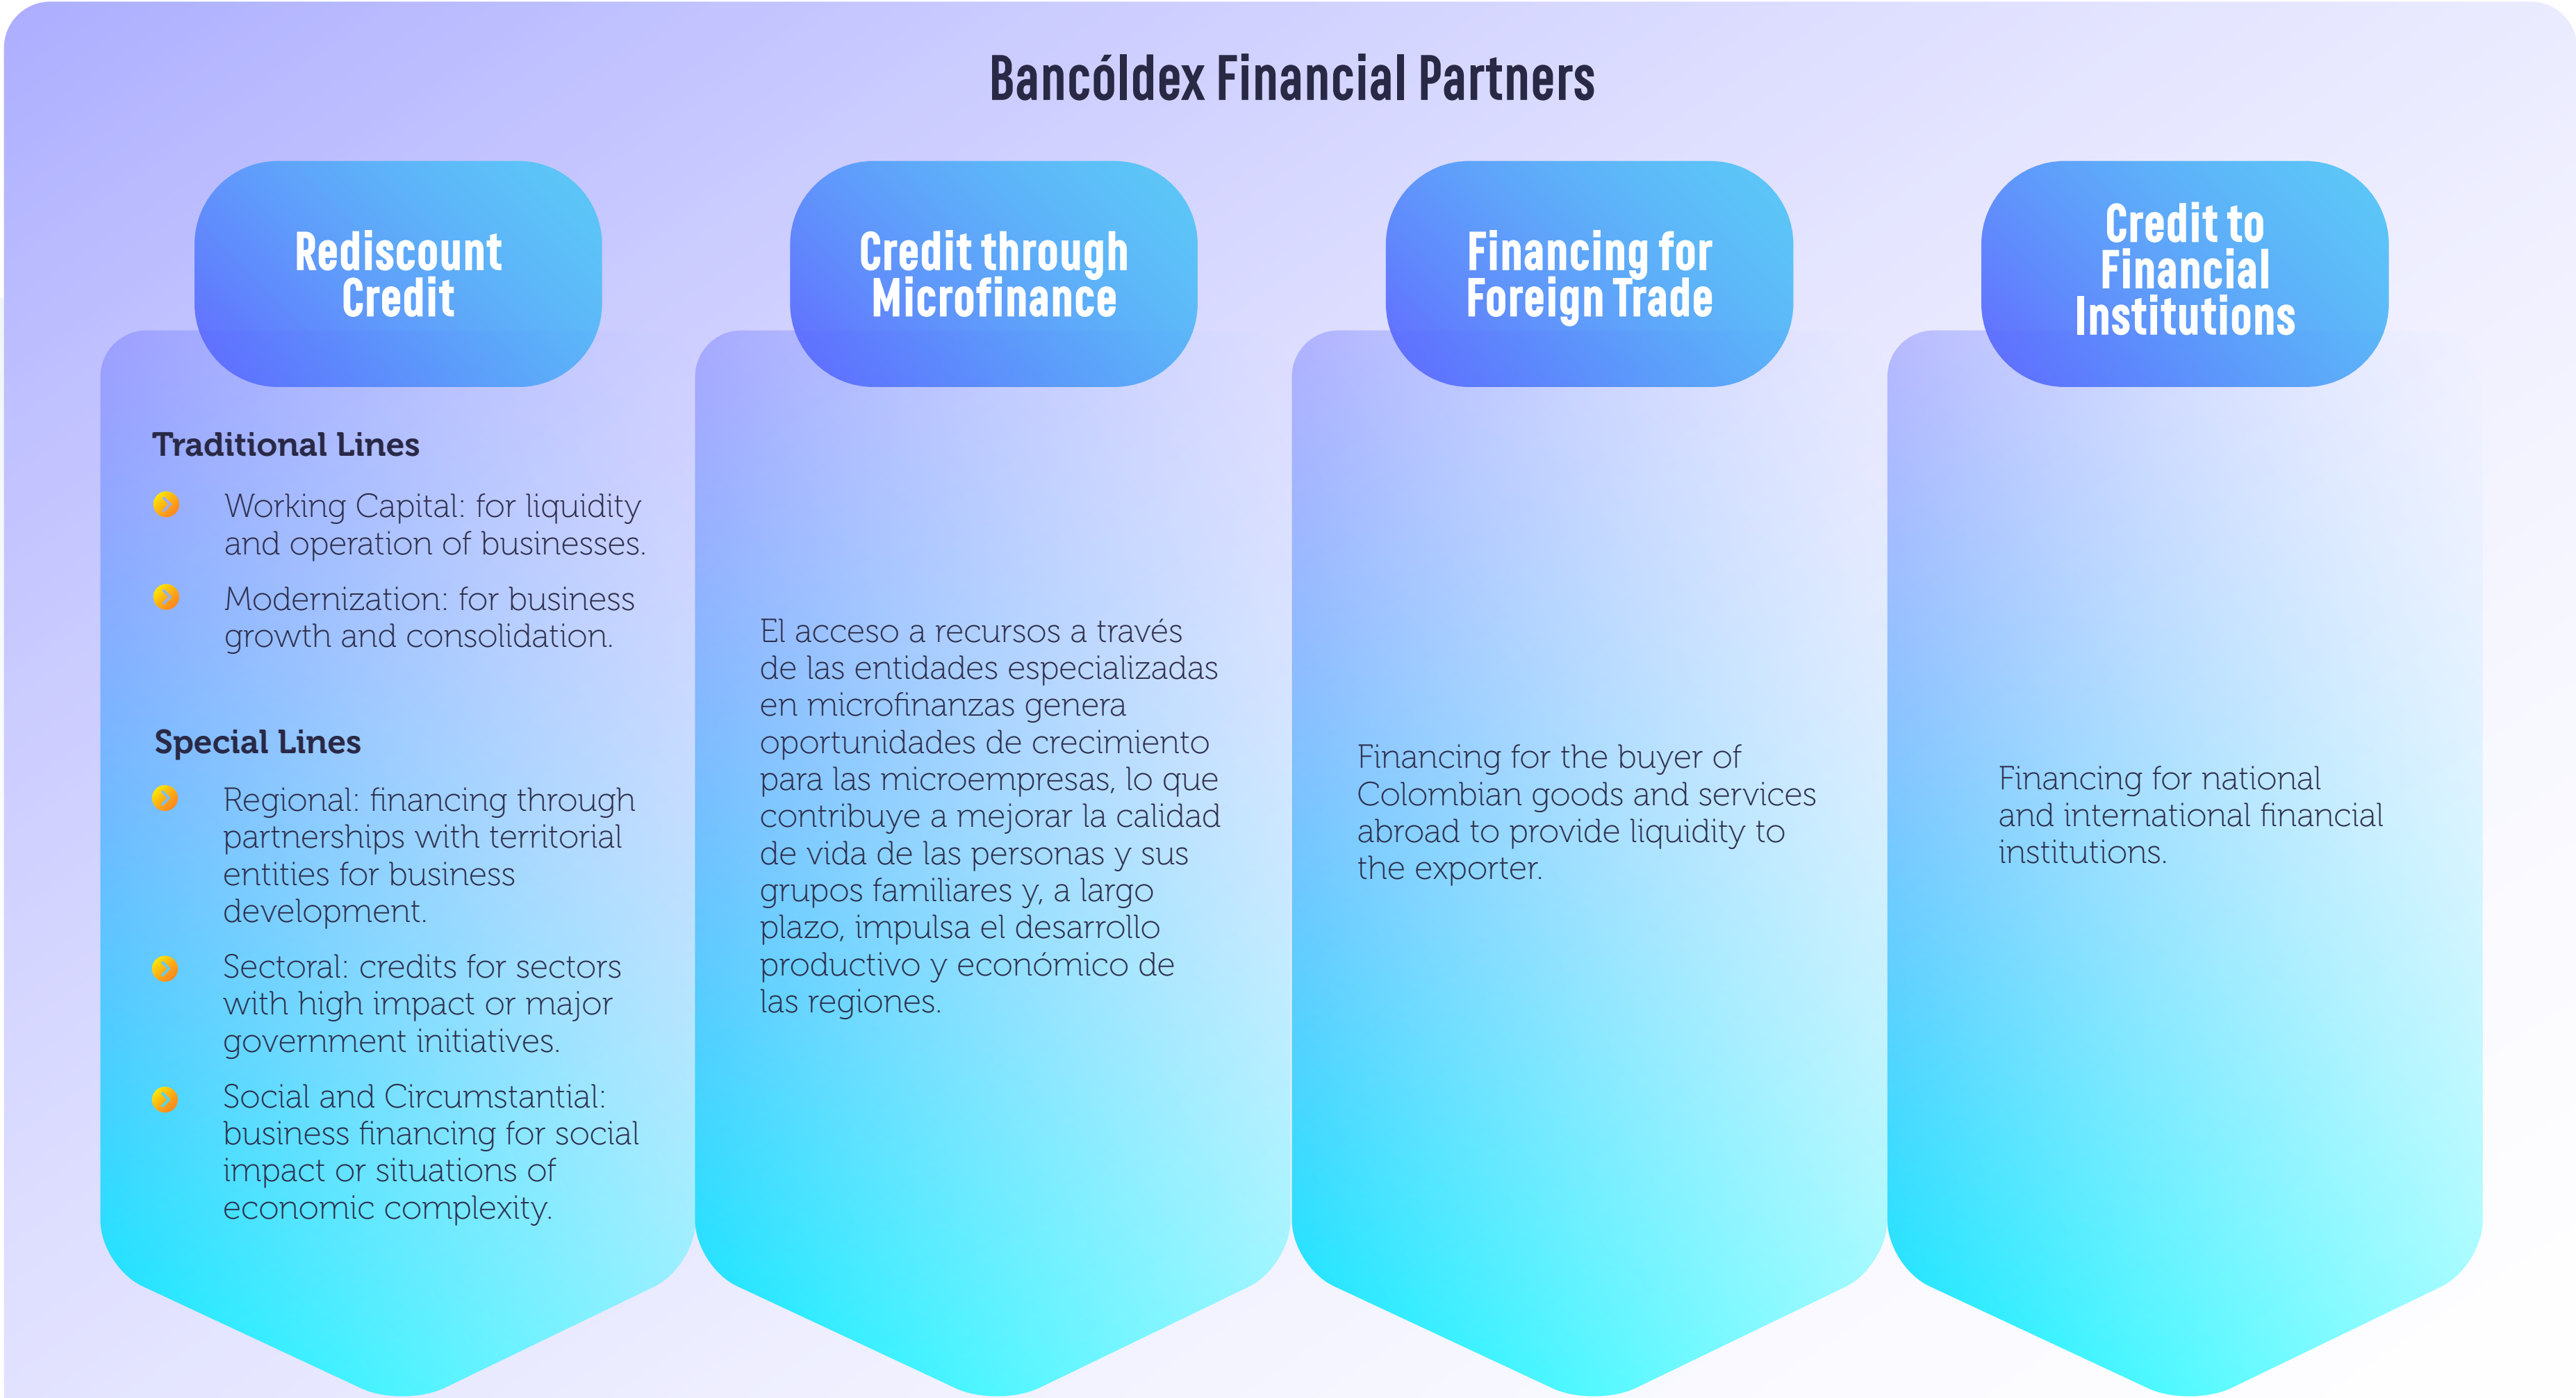 Bancóldex Financial Partners
Rediscount
Credit
Traditional Lines
Working Capital: for liquidity
and operation of businesses.
Modernization: for business
growth and consolidation.
Special Lines
Regional: financing through
partnerships with territorial
entities for business
development.
Sectoral: credits for sectors
with high impact or major
government initiatives.
Social and Circumstantial:
business financing for social
impact or situations of
economic complexity.
Credit through
Microfinance
El acceso a recursos a través
de las entidades especializadas
en microfinanzas genera
oportunidades de crecimiento
para las microempresas, lo que
contribuye a mejorar la calidad
de vida de las personas y sus
grupos familiares y, a largo
plazo, impulsa el desarrollo
productivo y económico de
las regiones.
Financing for
Foreign Trade
Financing for the buyer of
Colombian goods and services
abroad to provide liquidity to
the exporter.
Credit to
Financial
Institutions
Financing for national
and international financial
institutions.